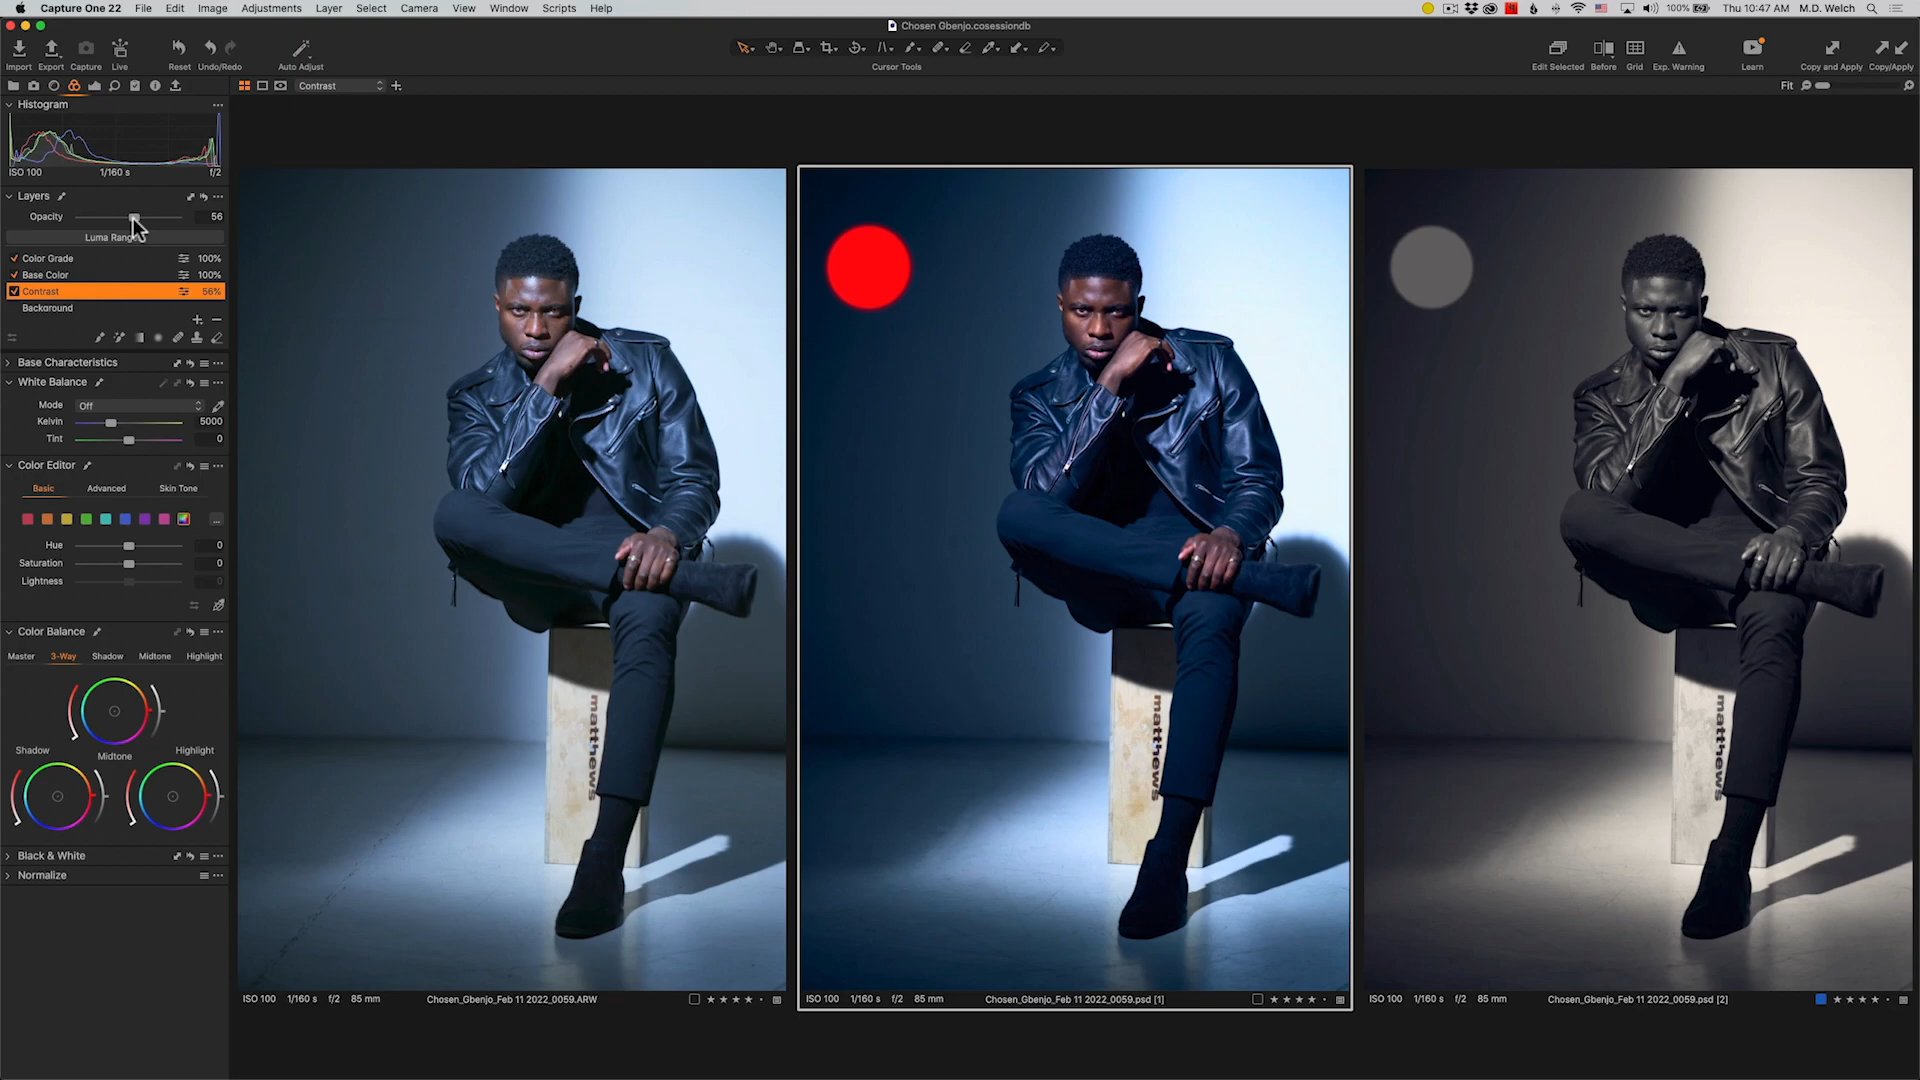 Capture One 22 File Edit Image Adjustments Layer Select Camera View Window Scripts Help
100% Thu 10:47 AM M.D. Welch
Chosen Gbenjo.cosessiondb
Import Export Capture Live Reset Undo/Redo Auto Adjust
Cursor Tools
Edit Selected Before Grid Exp. Warning Learn Copy and Apply Copy/Apply
Contrast
Fit
Histogram
ISO 100 1/160 s f/2
Layers
Opacity 56
Luma Rang
Color Grade 100%
Base Color 100%
Contrast 56%
Background
Base Characteristics
White Balance
Mode Off
Kelvin 5000
Tint 0
Color Editor
Basic Advanced Skin Tone
Hue 0
Saturation 0
Lightness 0
Color Balance
Master 3-Way Shadow Midtone Highlight
Shadow Highlight
Midtone
Black & White
Normalize
matthews
matthews
matthews
ISO 100 1/160 s f/2 85 mm Chosen_Gbenjo_Feb 11 2022_0059.ARW
ISO 100 1/160 s f/2 85 mm Chosen_Gbenjo_Feb 11 2022_0059.psd [1]
ISO 100 1/160 s f/2 85 mm Chosen_Gbenjo_Feb 11 2022_0059.psd [2]